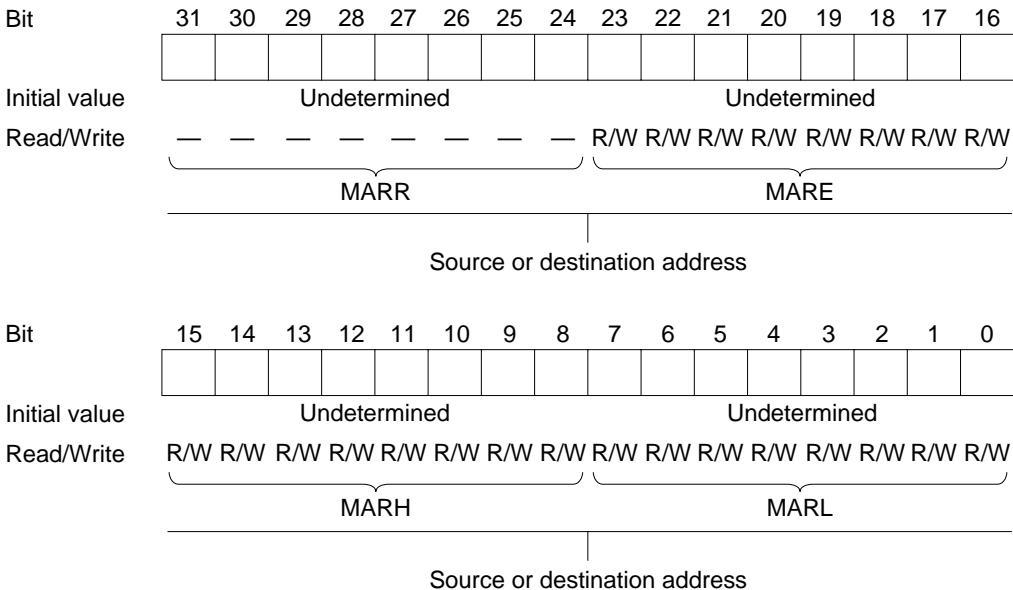 Bit 31 30 29 28 27 26 25 24 23 22 21 20 19 18 17 16
Initial value Undetermined Undetermined
Read/Write — — — — — — — — R/W R/W R/W R/W R/W R/W R/W R/W
MARR MARE
Source or destination address
Bit 15 14 13 12 11 10 9 8 7 6 5 4 3 2 1 0
Initial value Undetermined Undetermined
Read/Write R/W R/W R/W R/W R/W R/W R/W R/W R/W R/W R/W R/W R/W R/W R/W R/W
MARH MARL
Source or destination address